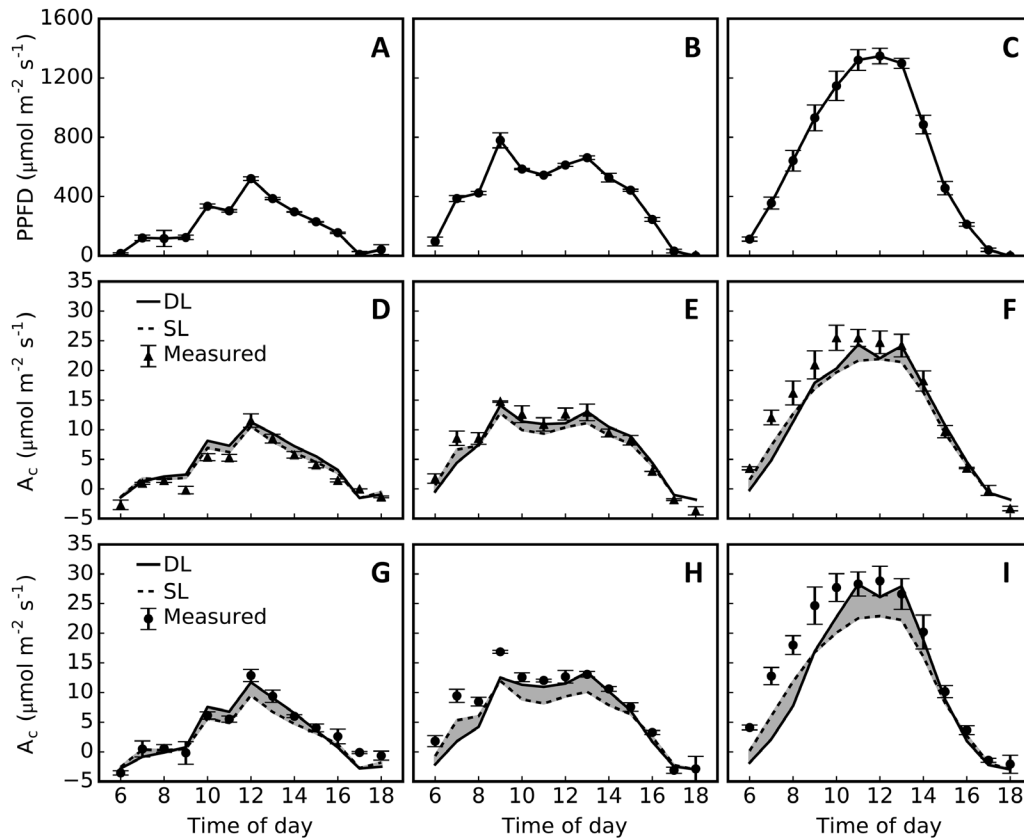 1600
1200
800
400
0
PPFD (µmol m⁻² s⁻¹)
A
B
C
35
30
25
20
15
10
5
0
−5
A_c (µmol m⁻² s⁻¹)
DL
SL
Measured
D
E
F
35
30
25
20
15
10
5
0
−5
A_c (µmol m⁻² s⁻¹)
DL
SL
Measured
G
H
I
6 8 10 12 14 16 18 6 8 10 12 14 16 18 6 8 10 12 14 16 18
Time of day Time of day Time of day